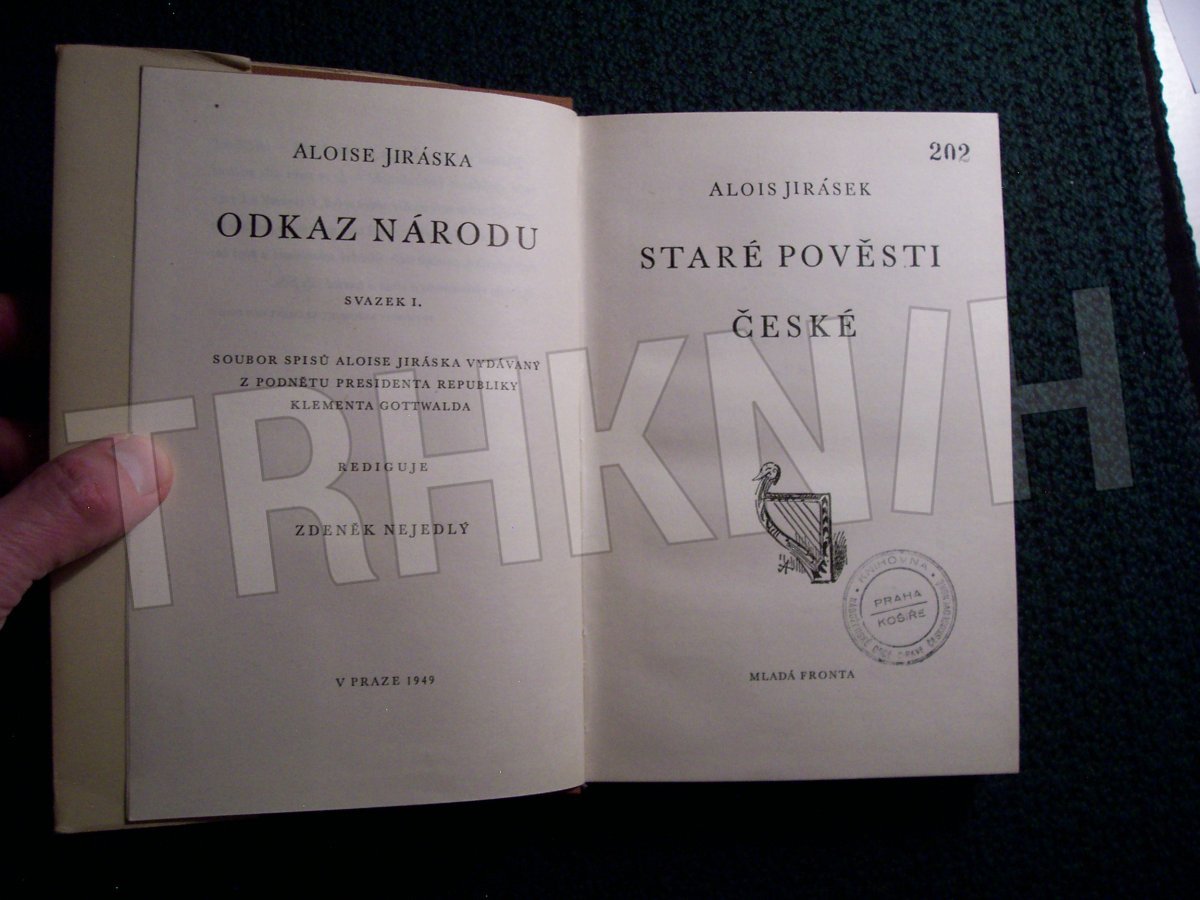 ALOISE JIRÁSKA
ODKAZ NÁRODU
SVAZEK I.
SOUBOR SPISŮ ALOISE JIRÁSKA VYDÁVANÝ
Z PODNĚTU PRESIDENTA REPUBLIKY
KLEMENTA GOTTWALDA
REDIGUJE
ZDENĚK NEJEDLÝ
V PRAZE 1949
202
ALOIS JIRÁSEK
STARÉ POVĚSTI
ČESKÉ
KNIHOVNA
PRAHA
KOŠÍŘE
MLADÁ FRONTA
TRHKNIH